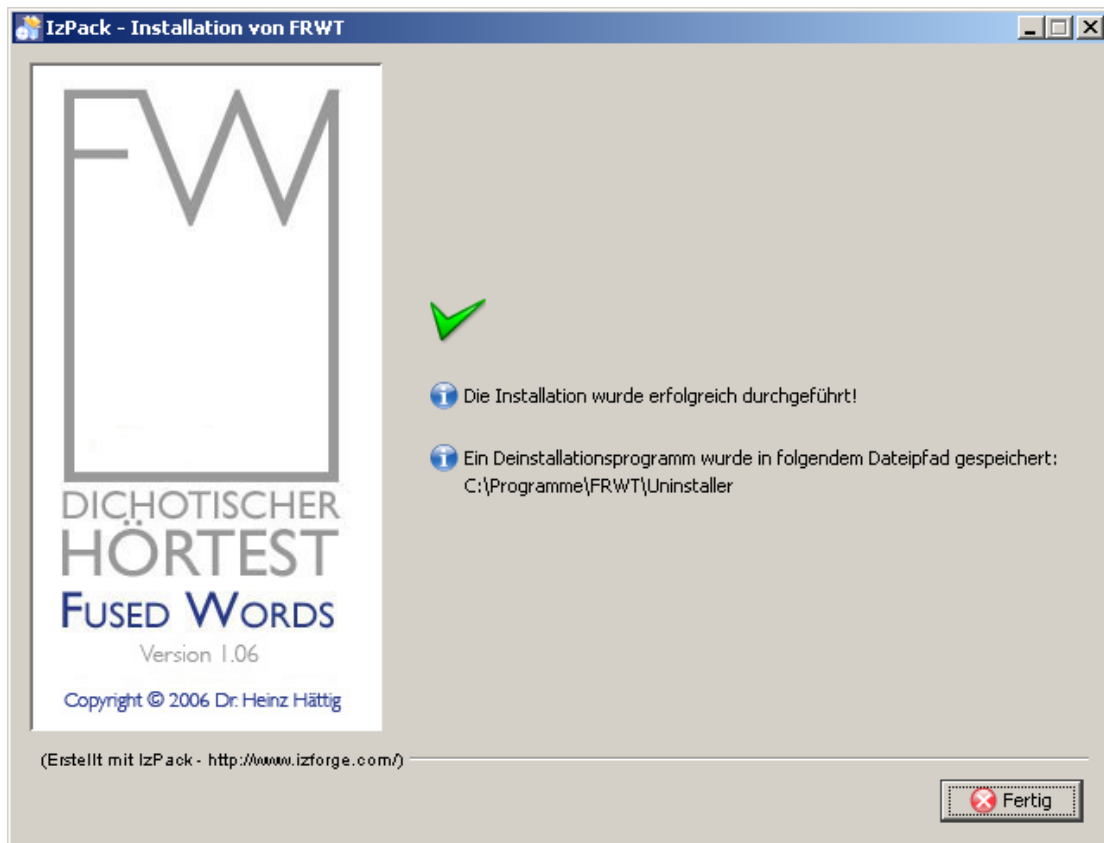 IzPack - Installation von FRWT
FW
DICHOTISCHER
HÖRTEST
FUSED WORDS
Version 1.06
Copyright © 2006 Dr. Heinz Hättig
Die Installation wurde erfolgreich durchgeführt!
Ein Deinstallationsprogramm wurde in folgendem Dateipfad gespeichert:
C:\Programme\FRWT\Uninstaller
(Erstellt mit IzPack - http://www.izforge.com/)
Fertig